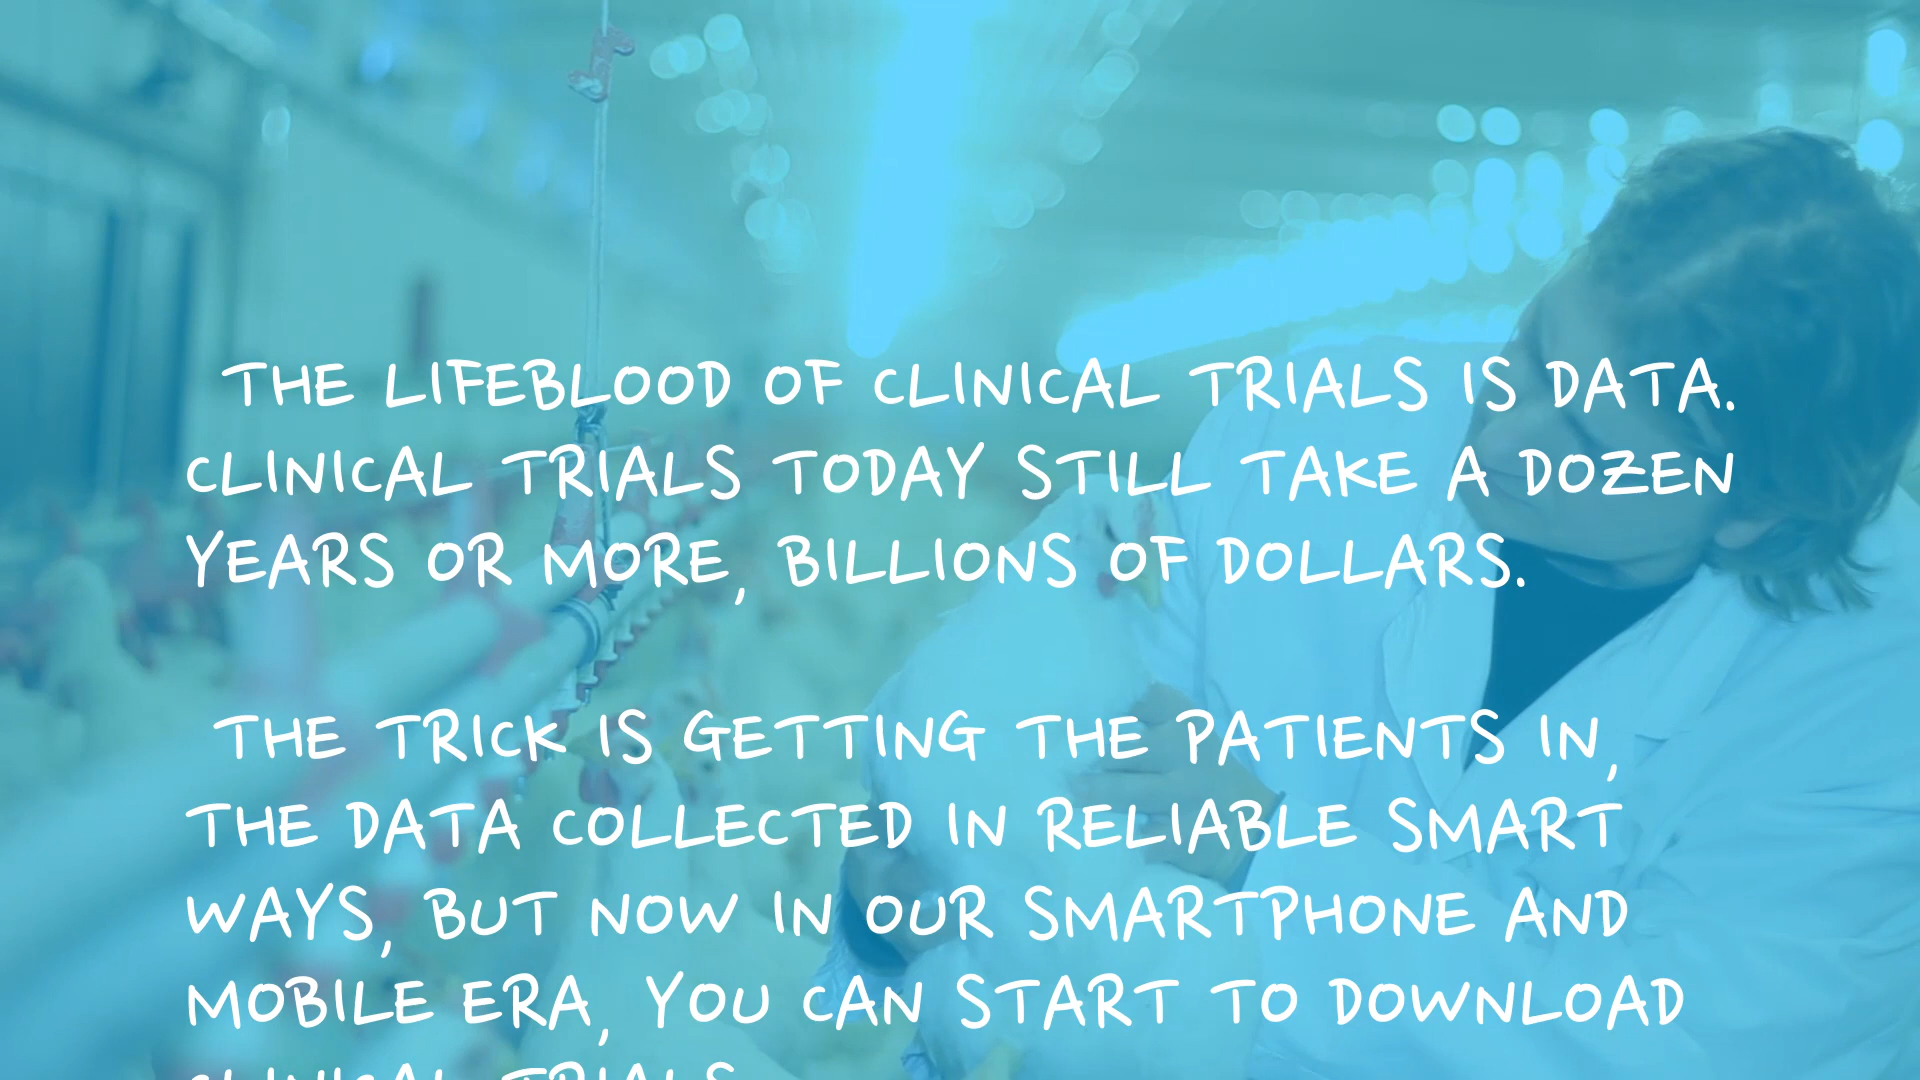 THE LIFEBLOOD OF CLINICAL TRIALS IS DATA.
CLINICAL TRIALS TODAY STILL TAKE A DOZEN
YEARS OR MORE, BILLIONS OF DOLLARS.
THE TRICK IS GETTING THE PATIENTS IN,
THE DATA COLLECTED IN RELIABLE SMART
WAYS, BUT NOW IN OUR SMARTPHONE AND
MOBILE ERA, YOU CAN START TO DOWNLOAD
CLINICAL TRIALS